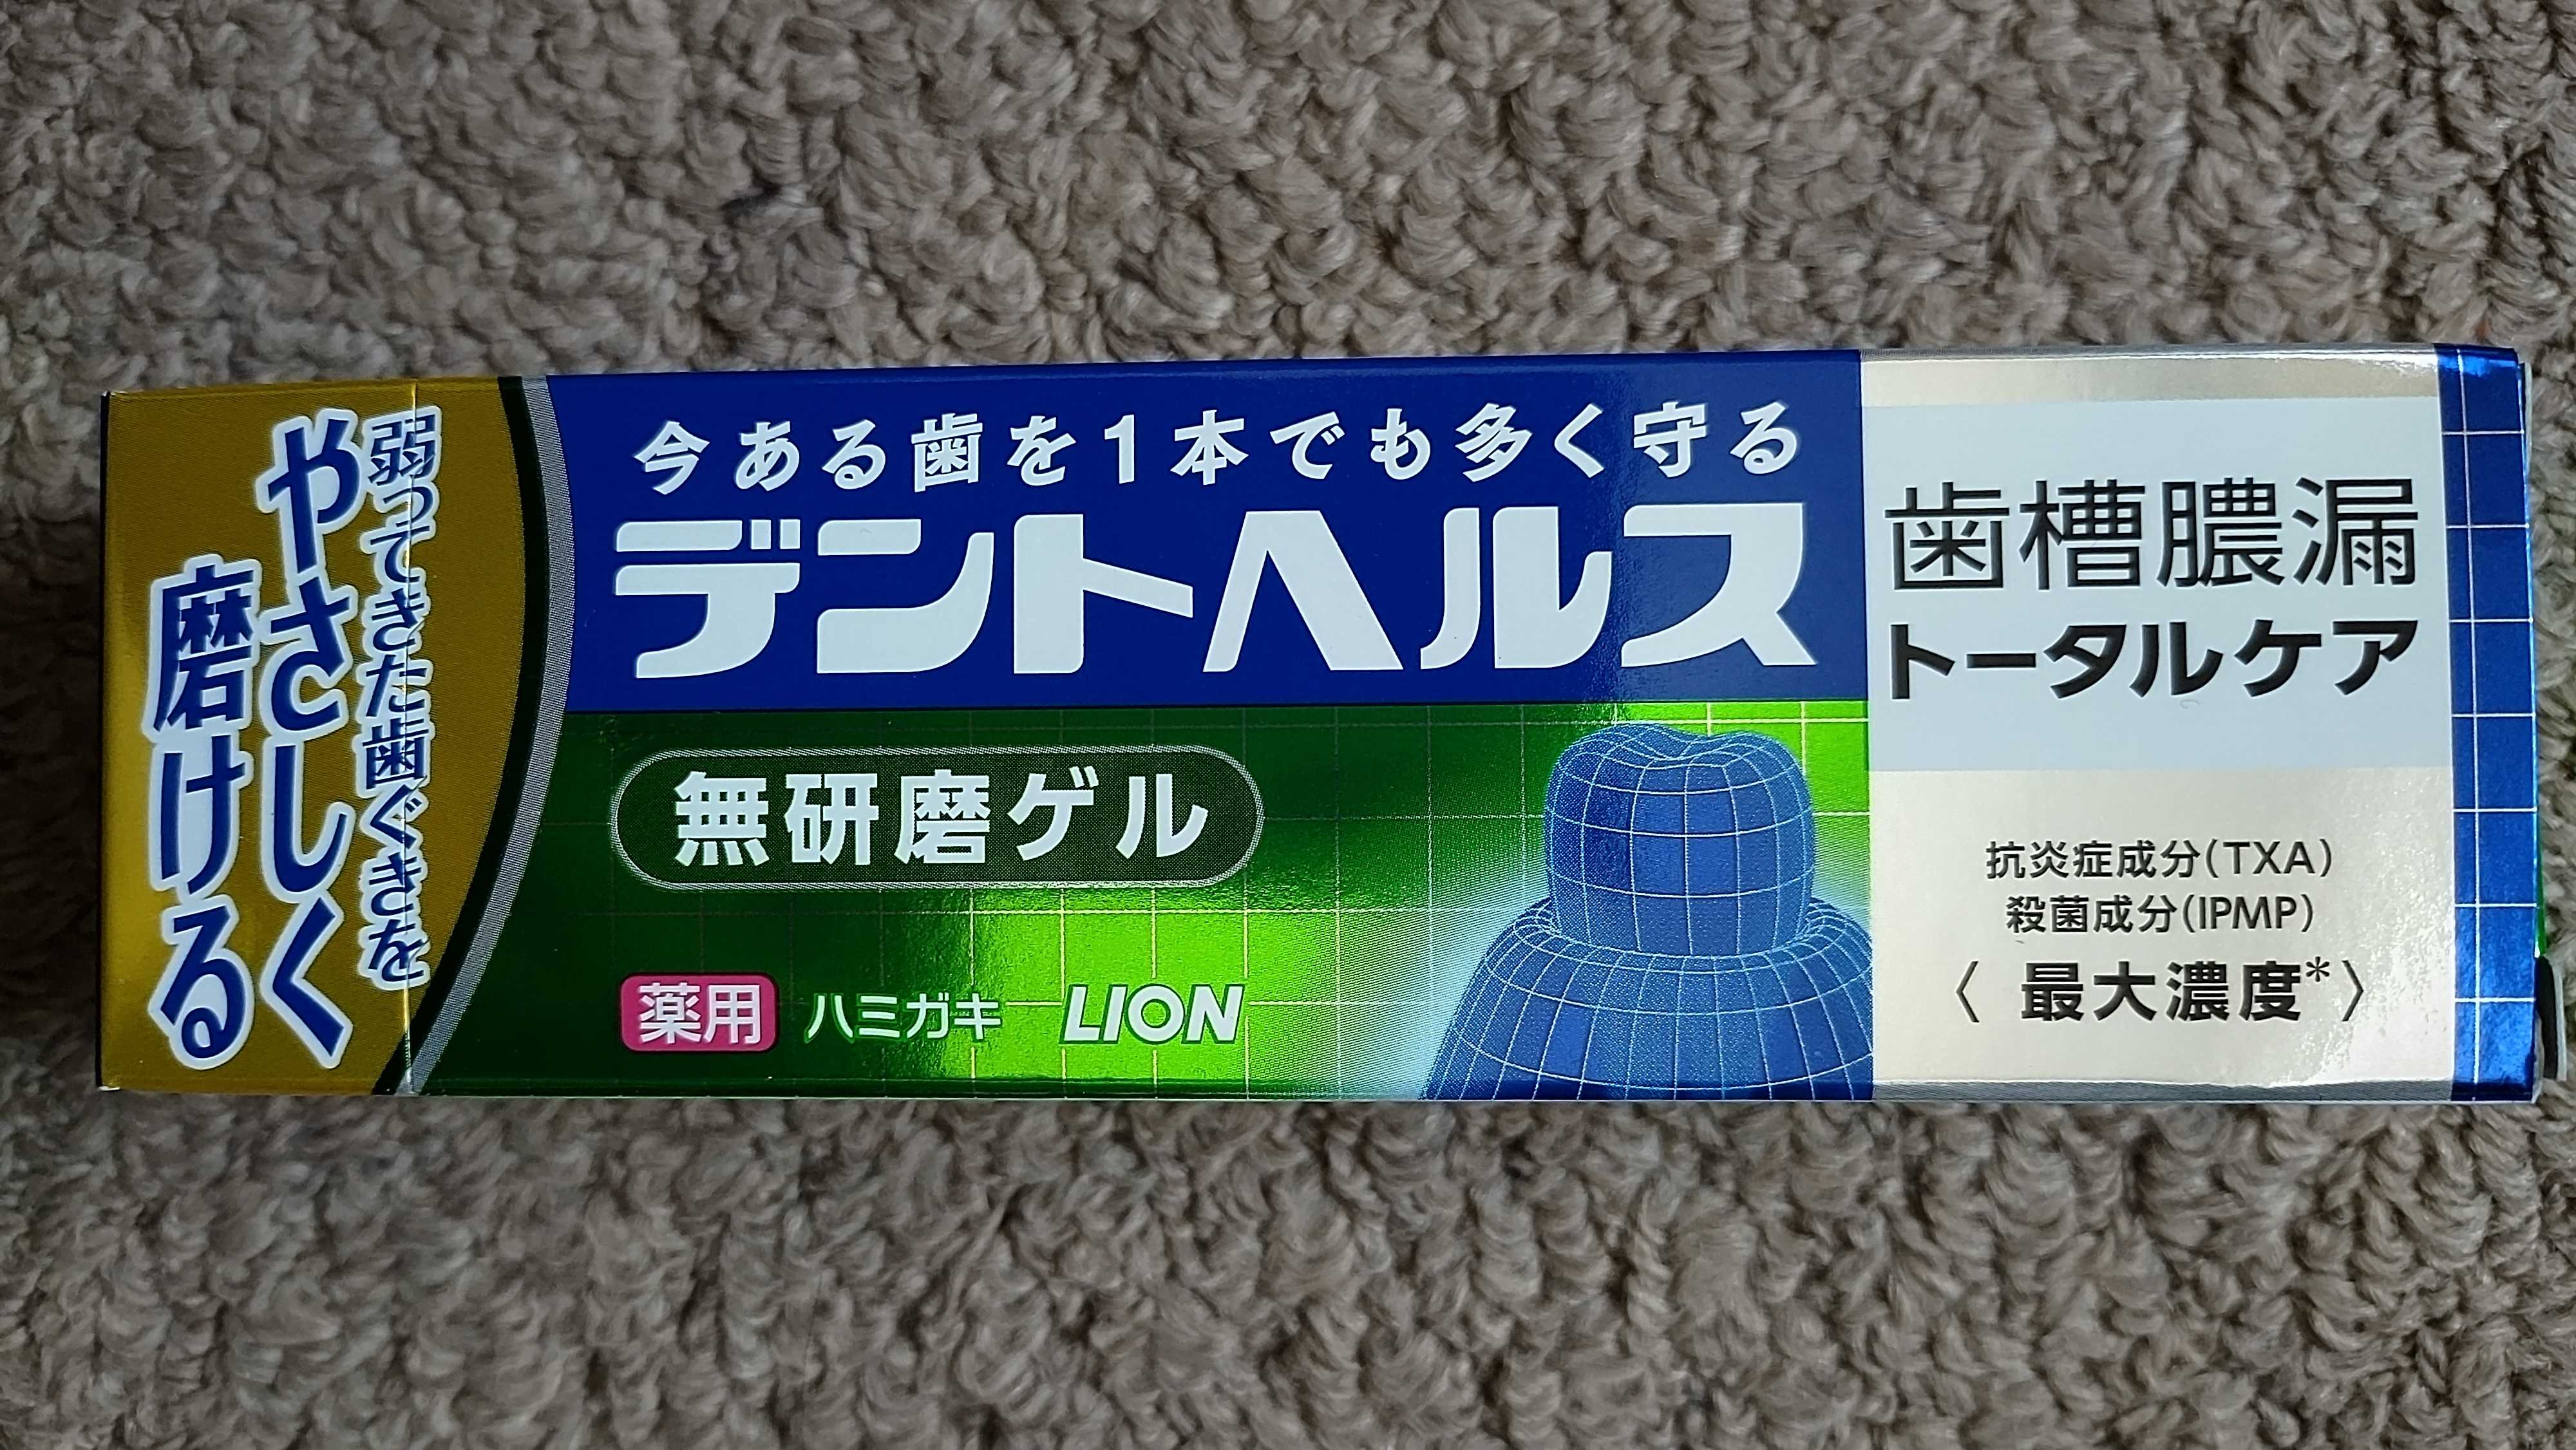 弱ってきた歯ぐきを
やさしく
磨ける
今ある歯を1本でも多く守る
デントヘルス
無研磨ゲル
薬用 ハミガキ LION
歯槽膿漏
トータルケア
抗炎症成分(TXA)
殺菌成分(IPMP)
〈最大濃度*〉